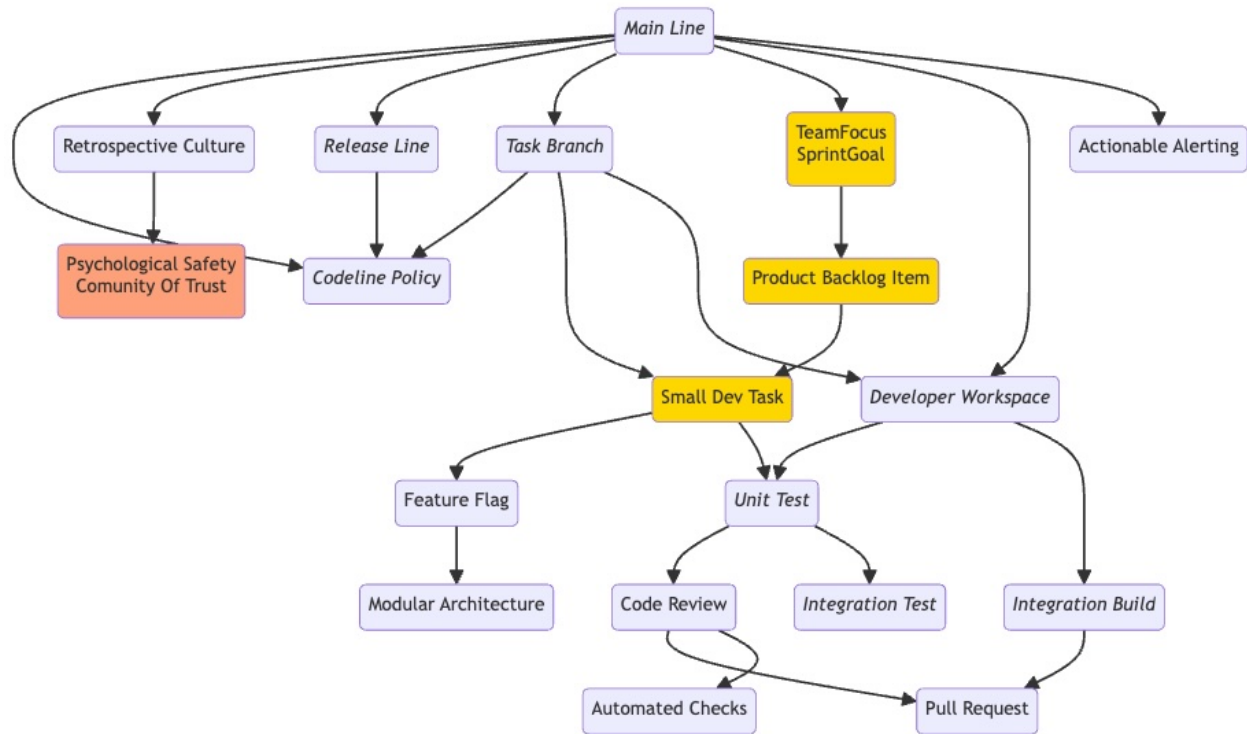 Main Line
Retrospective Culture
Release Line
Task Branch
TeamFocus
SprintGoal
Actionable Alerting
Psychological Safety
Comunity Of Trust
Codeline Policy
Product Backlog Item
Small Dev Task
Developer Workspace
Feature Flag
Unit Test
Modular Architecture
Code Review
Integration Test
Integration Build
Automated Checks
Pull Request